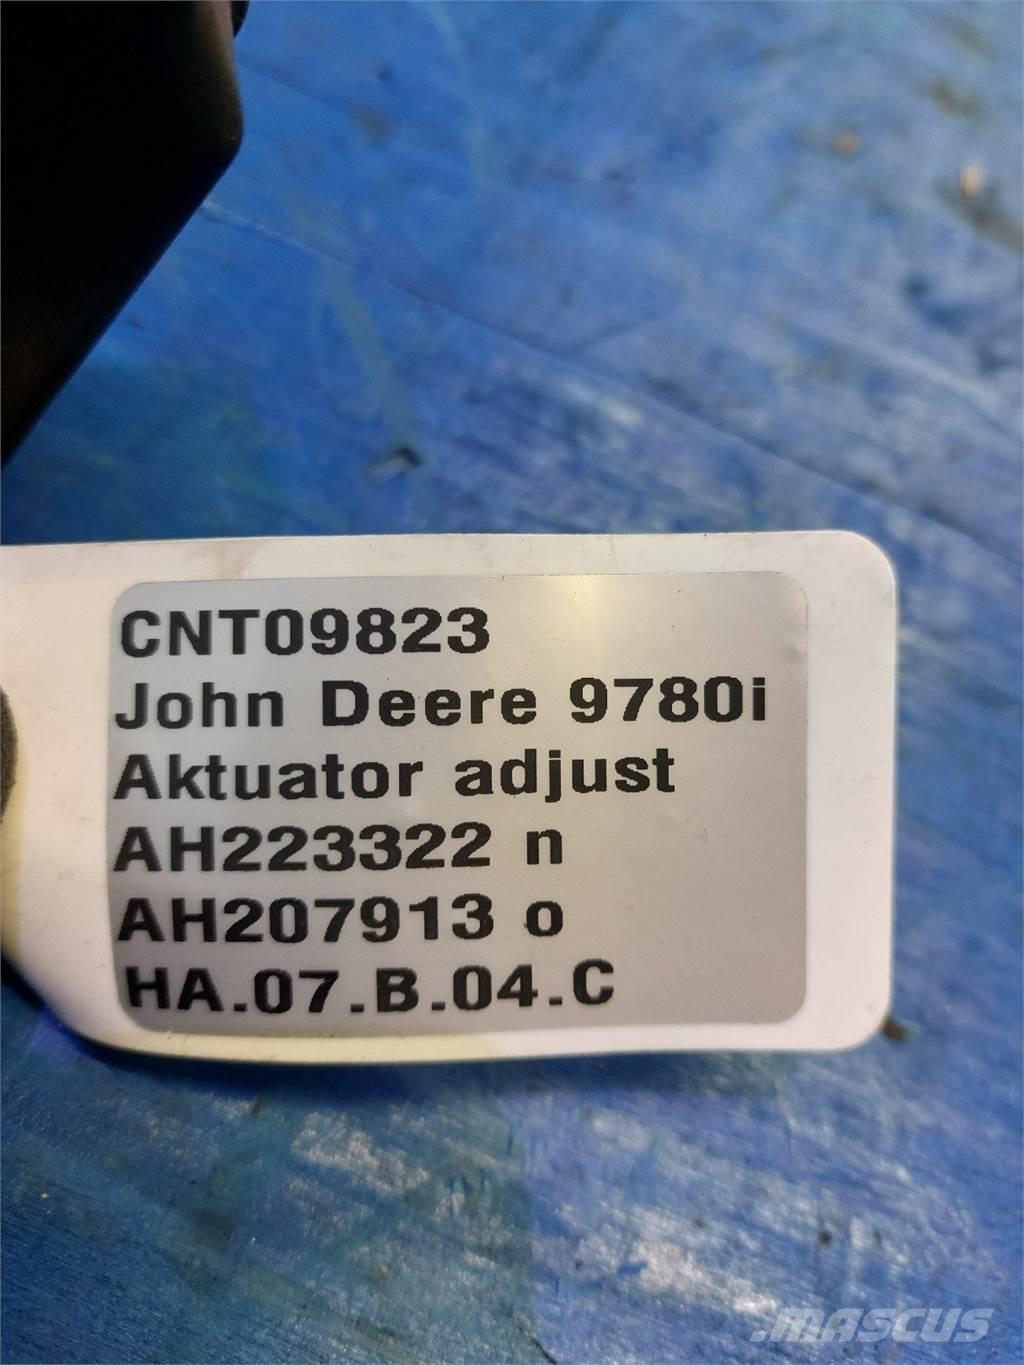 CNT09823
John Deere 9780i
Aktuator adjust
AH223322 n
AH207913 o
HA.07.B.04.C
MASCUS